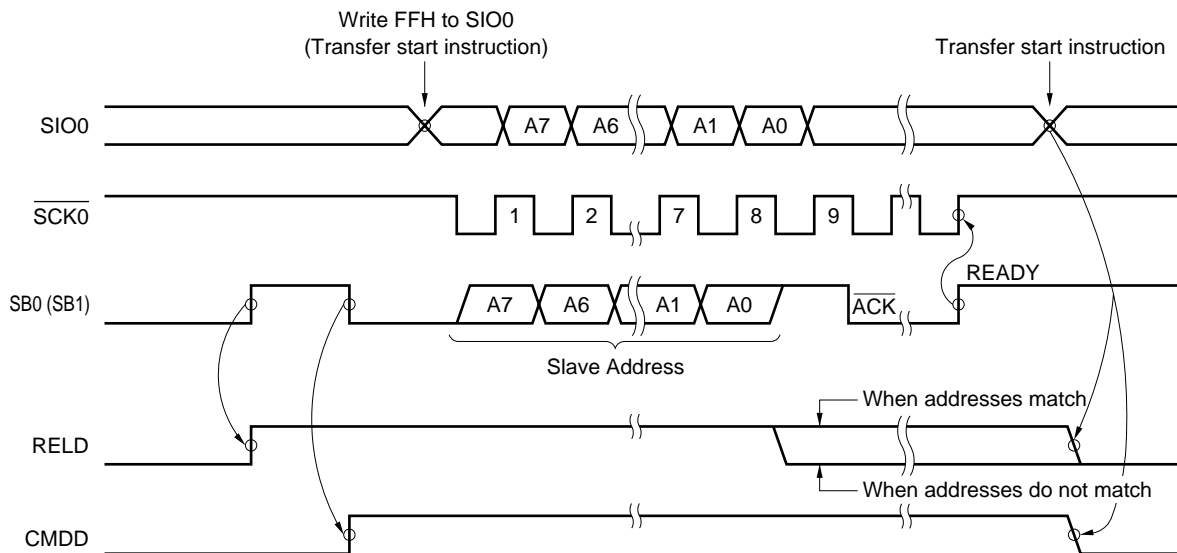 Write FFH to SIO0
(Transfer start instruction)
Transfer start instruction
SIO0
A7 A6 A1 A0
SCK0
1 2 7 8 9
READY
SB0 (SB1)
A7 A6 A1 A0 ACK
Slave Address
When addresses match
RELD
When addresses do not match
CMDD